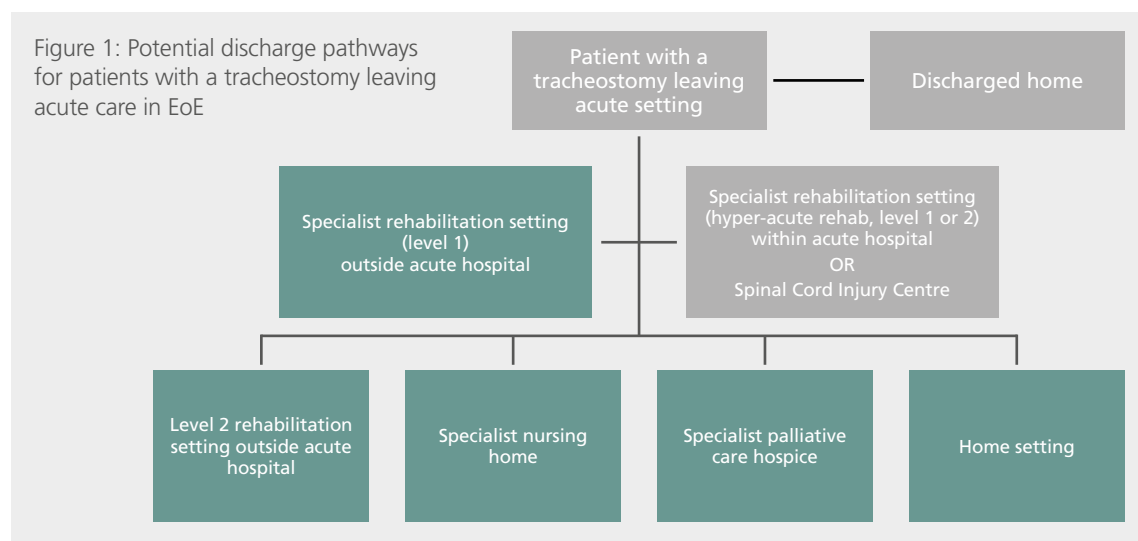 Figure 1: Potential discharge pathways
for patients with a tracheostomy leaving
acute care in EoE
Patient with a
tracheostomy leaving
acute setting
Discharged home
Specialist rehabilitation setting
(level 1)
outside acute hospital
Specialist rehabilitation setting
(hyper-acute rehab, level 1 or 2)
within acute hospital
OR
Spinal Cord Injury Centre
Level 2 rehabilitation
setting outside acute
hospital
Specialist nursing
home
Specialist palliative
care hospice
Home setting